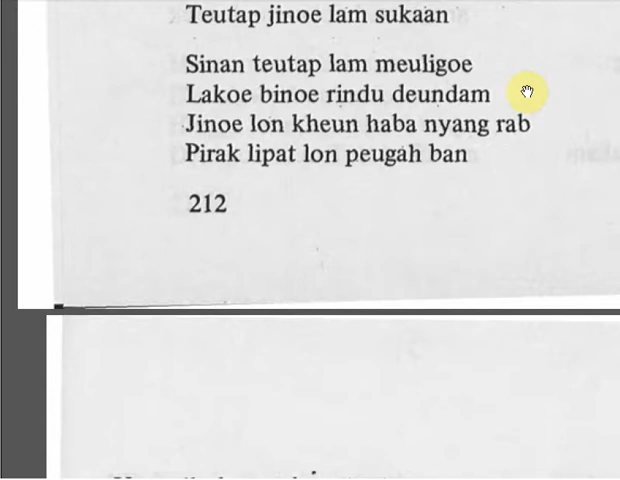 Teutap jinoe lam sukaan
Sinan teutap lam meuligoe
Lakoe binoe rindu deundam
Jinoe lon kheun haba nyang rab
Pirak lipat lon peugah ban
212